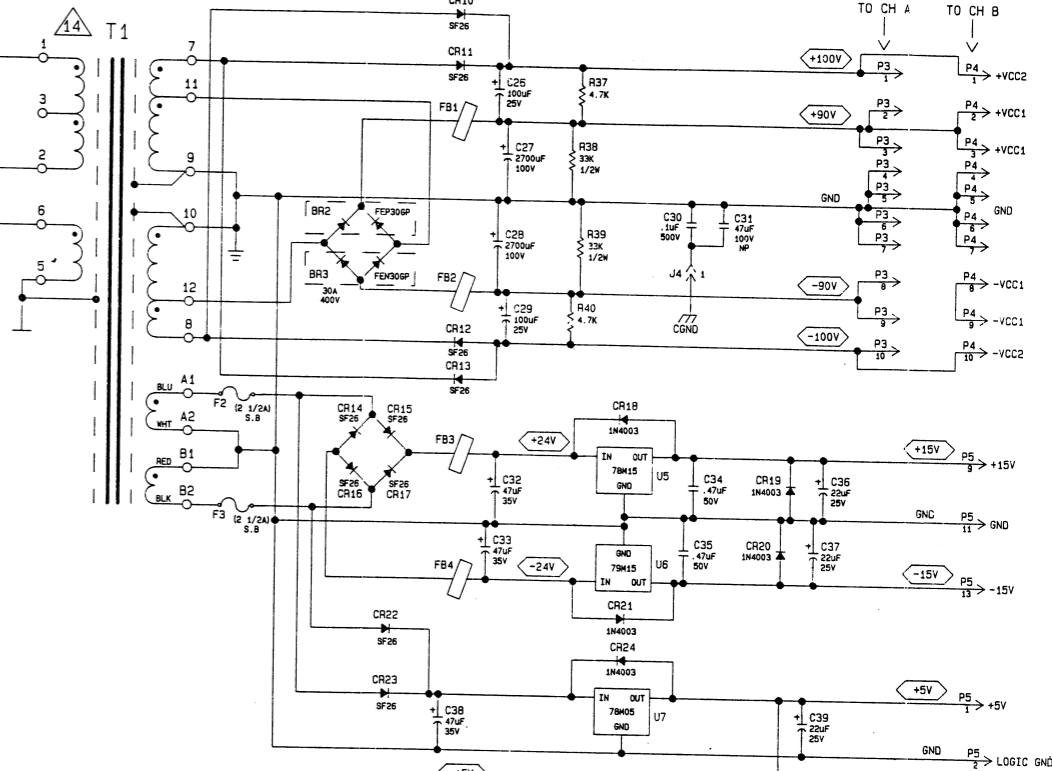 TO CH A
TO CH B
CR10
SF26
14
T1
1
7
CR11
SF26
+100V
P3
1
P4
1
+VCC2
11
C26
100uF
25V
R37
4.7K
3
FB1
+90V
P3
2
P4
2
+VCC1
P3
3
P4
3
+VCC1
C27
2700uF
100V
R38
33K
1/2W
2
9
P3
4
P4
4
P3
5
P4
5
GND
GND
6
10
BR2
FEP30GP
C28
2700uF
100V
R39
33K
1/2W
C30
.1uF
500V
C31
47uF
100V
NP
P3
6
P4
6
P3
7
P4
7
5
BR3
FEN30GP
30A
400V
FB2
J4
1
-90V
P3
8
P4
8
-VCC1
12
C29
100uF
25V
R40
4.7K
CGND
P3
9
P4
9
-VCC1
8
CR12
SF26
-100V
P3
10
P4
10
-VCC2
CR13
SF26
BLU
A1
F2
(2 1/2A)
S.B
CR14
SF26
CR15
SF26
CR18
1N4003
WHT
A2
FB3
+24V
IN
OUT
78M15
GND
U5
+15V
P5
9
+15V
RED
B1
SF26
CR16
SF26
CR17
C32
47uF
35V
C34
.47uF
50V
CR19
1N4003
C36
22uF
25V
BLK
B2
F3
(2 1/2A)
S.B
GNC
P5
11
GND
C33
47uF
35V
GND
79M15
IN
OUT
U6
C35
.47uF
50V
CR20
1N4003
C37
22uF
25V
FB4
-24V
-15V
P5
13
-15V
CR21
1N4003
CR22
SF26
CR24
1N4003
CR23
SF26
IN
OUT
78M05
GND
U7
+5V
P5
1
+5V
C38
47uF
35V
C39
22uF
25V
GND
P5
2
LOGIC GND